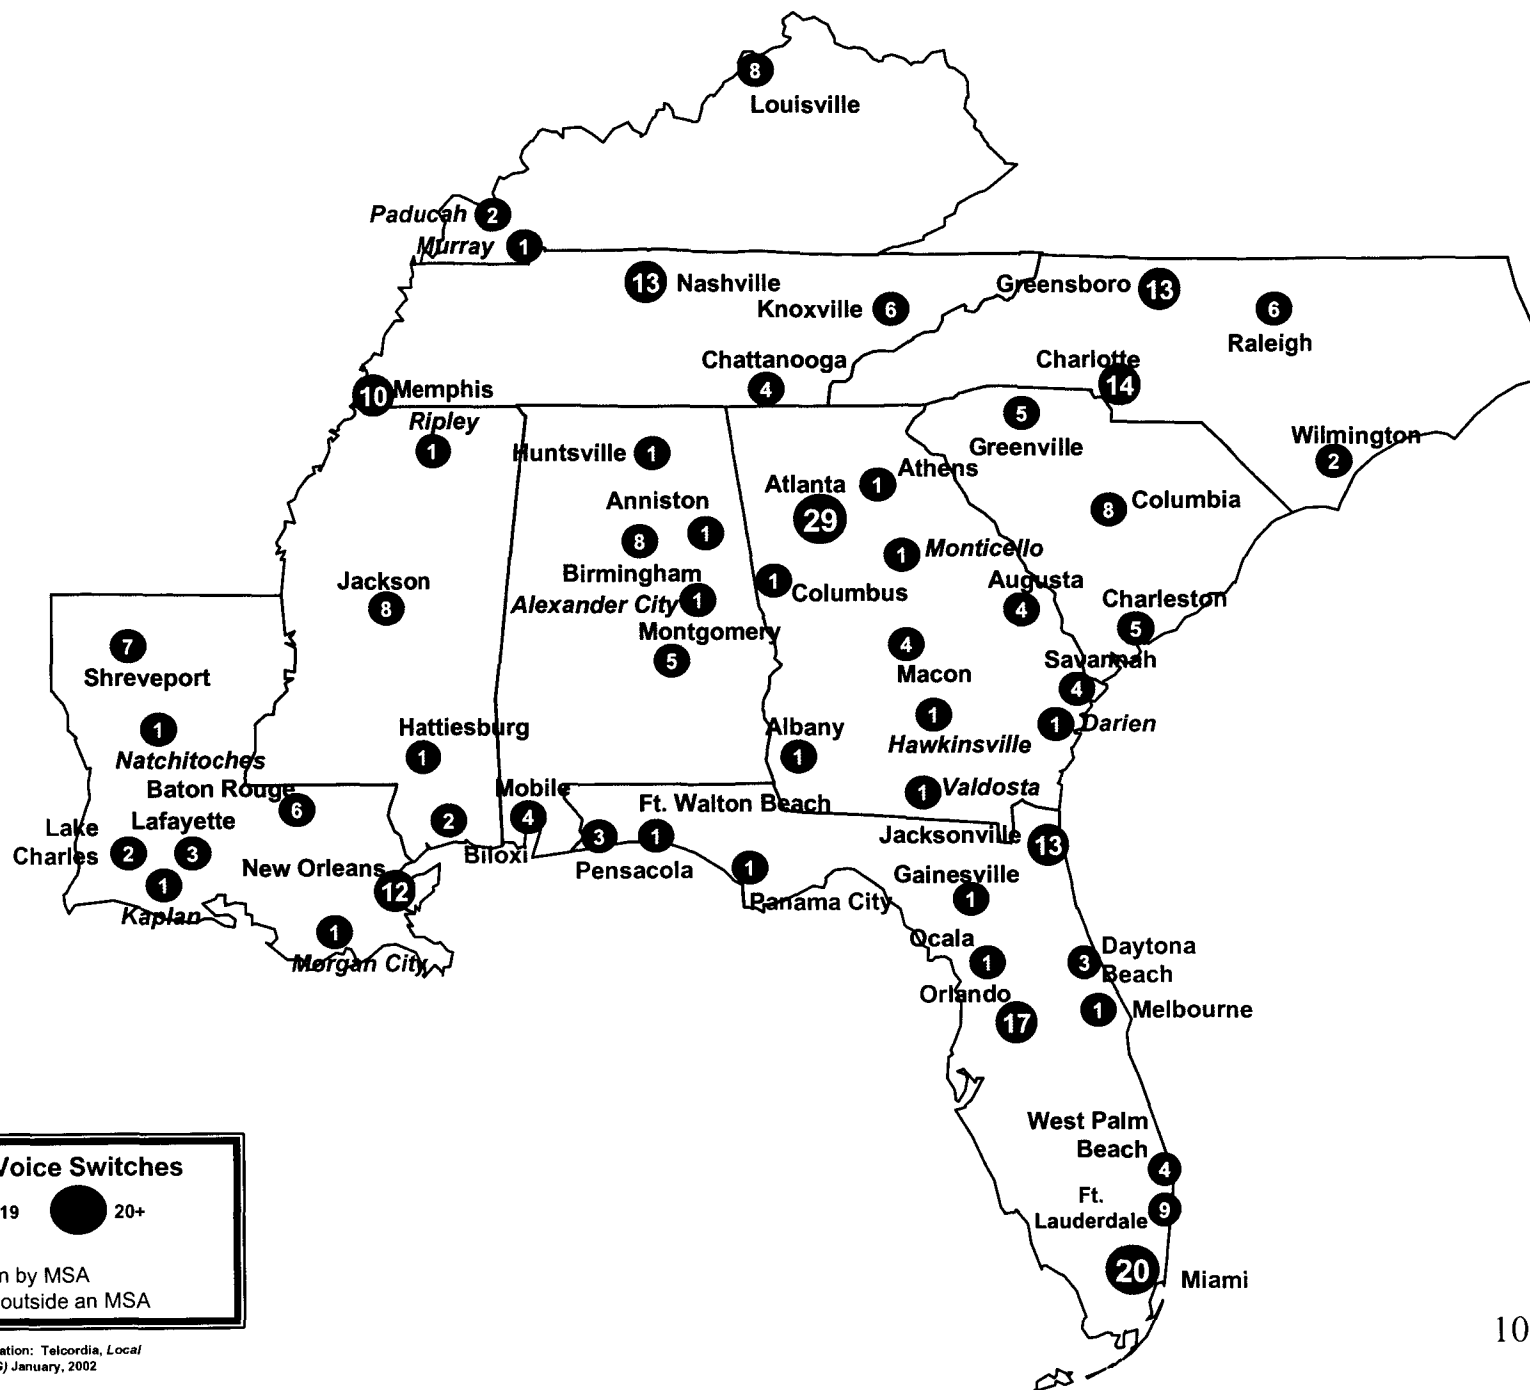 8
Louisville
Paducah 2
Murray 1
13 Nashville
Knoxville 6
Greensboro 13
6
Raleigh
Chattanooga
4
Charlotte
14
10 Memphis
Ripley
1
5
Greenville
Wilmington
2
Huntsville 1
Athens
1
Atlanta
29
Anniston
1
8
Birmingham
8 Columbia
1 Monticello
1
Columbus
Alexander City 1
Augusta
4
Jackson
8
Charleston
5
Montgomery
5
7
Shreveport
4
Macon
Savannah
4
1
Natchitoches
Hattiesburg
1
Albany
1
1
Hawkinsville
1 Darien
Baton Rouge
6
Mobile
4
Ft. Walton Beach
1
1 Valdosta
Lake
Charles 2
Lafayette
3
2
Biloxi
3
Pensacola
Jacksonville 13
1
Kaplan
New Orleans
12
1
Panama City
Gainesville
1
1
Morgan City
Ocala
1
3 Daytona
Beach
Orlando
17
1 Melbourne
West Palm
Beach
4
Ft.
Lauderdale 9
20 Miami
Voice Switches
19 20+
n by MSA
outside an MSA
ation: Telcordia, Local
G) January, 2002
10